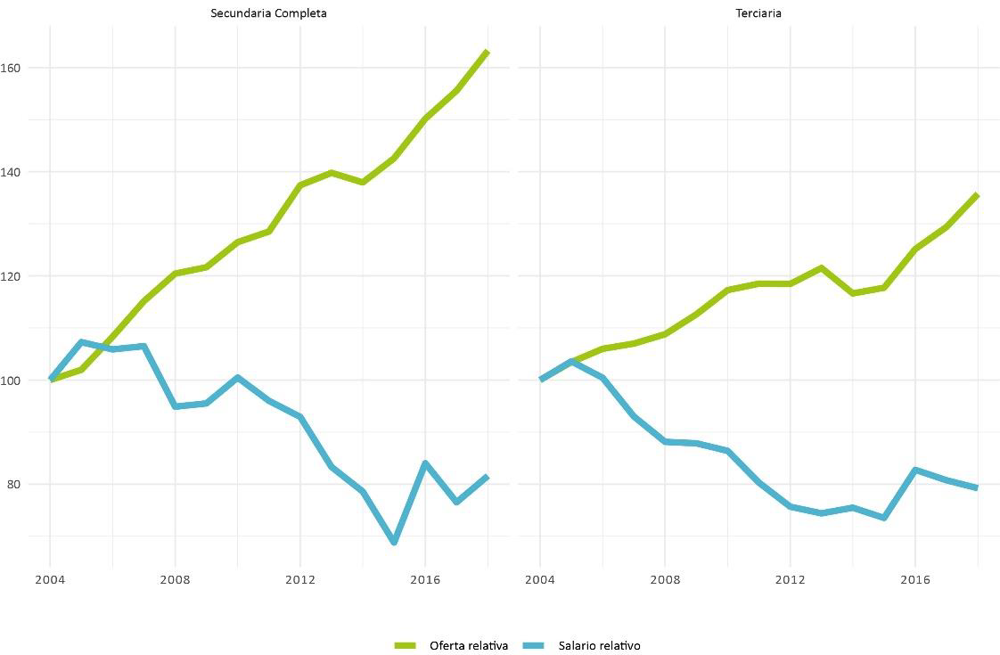 Secundaria Completa
Terciaria
160
140
120
100
80
2004 2008 2012 2016
2004 2008 2012 2016
Oferta relativa Salario relativo